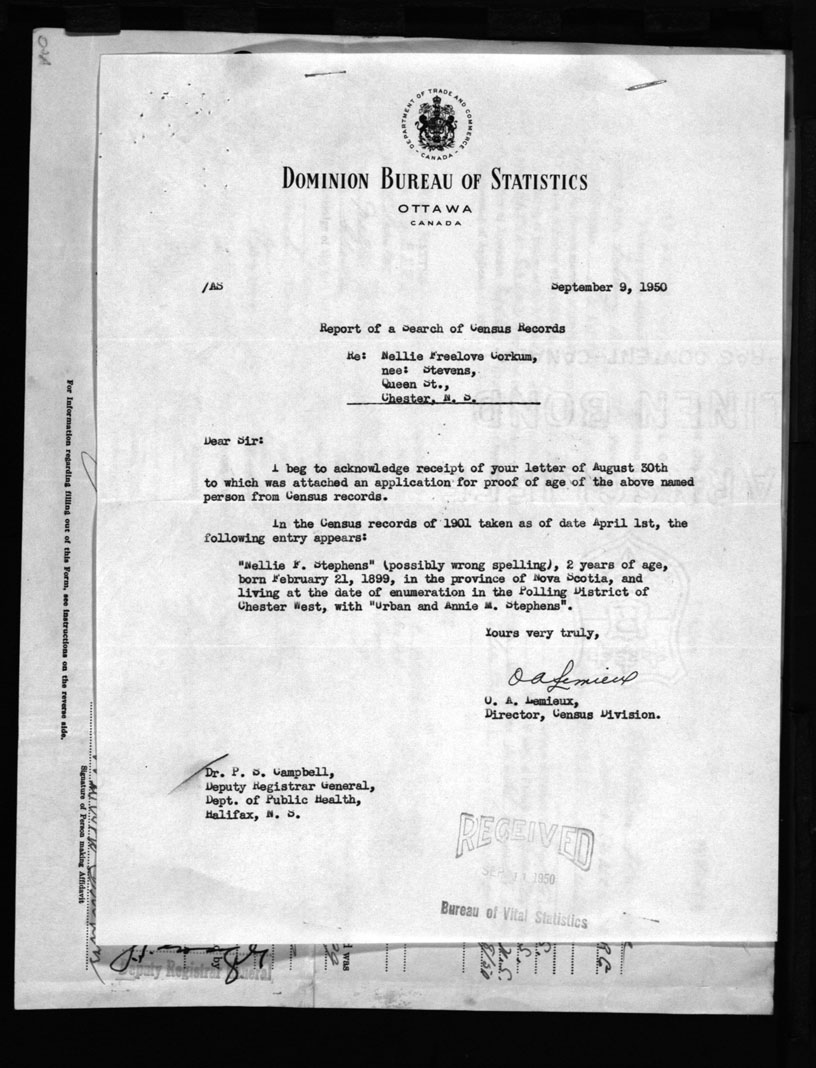 DEPARTMENT OF TRADE AND COMMERCE
CANADA
DOMINION BUREAU OF STATISTICS
OTTAWA
CANADA
/AS
September 9, 1950
Report of a Search of Census Records
Re: Nellie Freelove Corkum,
nee: Stevens,
Queen St.,
Chester, N. S.
Dear Sir:
I beg to acknowledge receipt of your letter of August 30th
to which was attached an application for proof of age of the above named
person from Census records.
In the Census records of 1901 taken as of date April 1st, the
following entry appears:
"Nellie F. Stephens" (possibly wrong spelling), 2 years of age,
born February 21, 1899, in the province of Nova Scotia, and
living at the date of enumeration in the Polling District of
Chester West, with "Urban and Annie M. Stephens".
Yours very truly,
O A Lemieux
O. A. Lemieux,
Director, Census Division.
Dr. P. S. Campbell,
Deputy Registrar General,
Dept. of Public Health,
Halifax, N. S.
RECEIVED
SEP 11 1950
Bureau of Vital Statistics
For Information regarding filling out of this Form, see instructions on the reverse side.
Signature of Person making Affidavit
by
Deputy Registrar General
I was